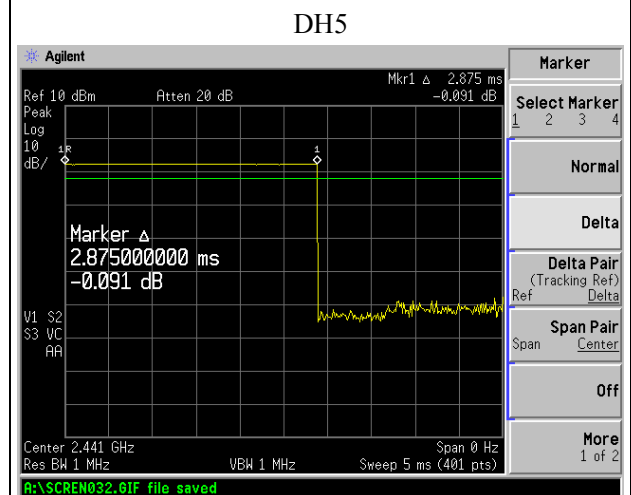 DH5
Agilent
Marker
Mkr1 Δ 2.875 ms
Ref 10 dBm Atten 20 dB -0.091 dB
Peak
Log
10
dB/
1R
1
Marker Δ
2.875000000 ms
-0.091 dB
V1 S2
S3 VC
AA
Center 2.441 GHz Span 0 Hz
Res BW 1 MHz VBW 1 MHz Sweep 5 ms (401 pts)
A:\SCREN032.GIF file saved
Select Marker
1 2 3 4
Normal
Delta
Delta Pair
(Tracking Ref)
Ref Delta
Span Pair
Span Center
Off
More
1 of 2